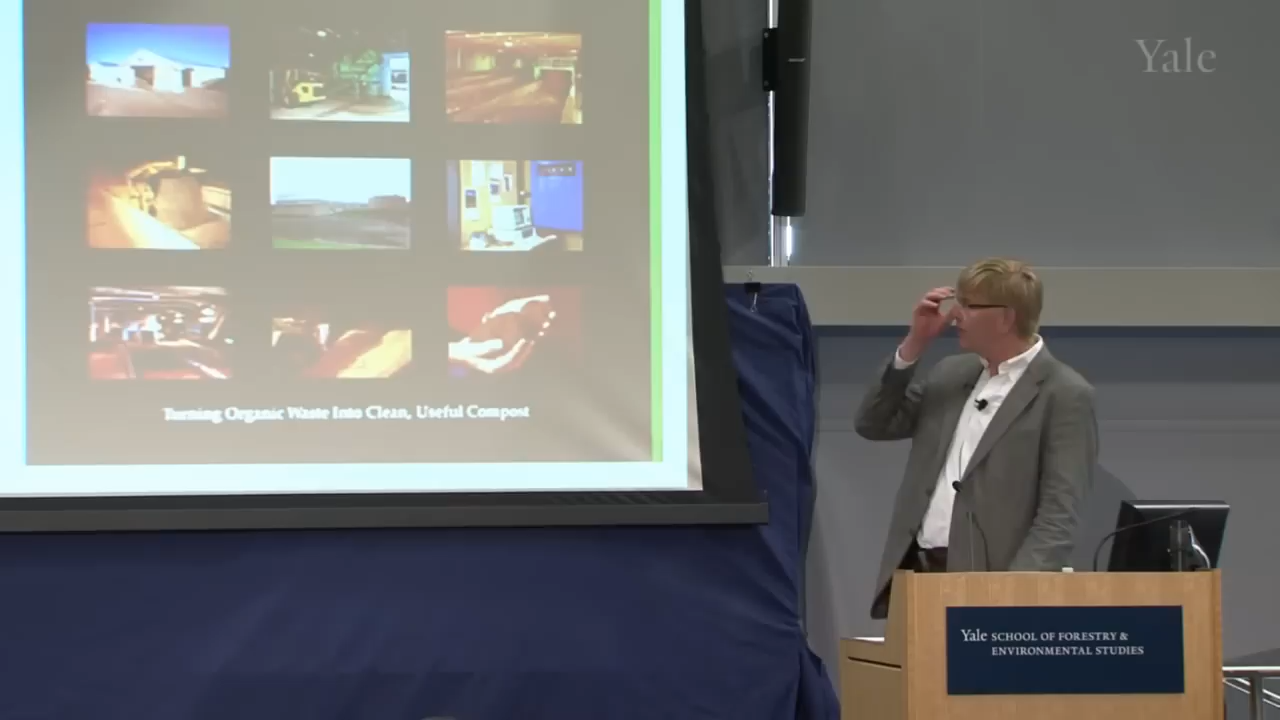 Yale
Turning Organic Waste Into Clean, Useful Compost
Yale SCHOOL OF FORESTRY &
ENVIRONMENTAL STUDIES